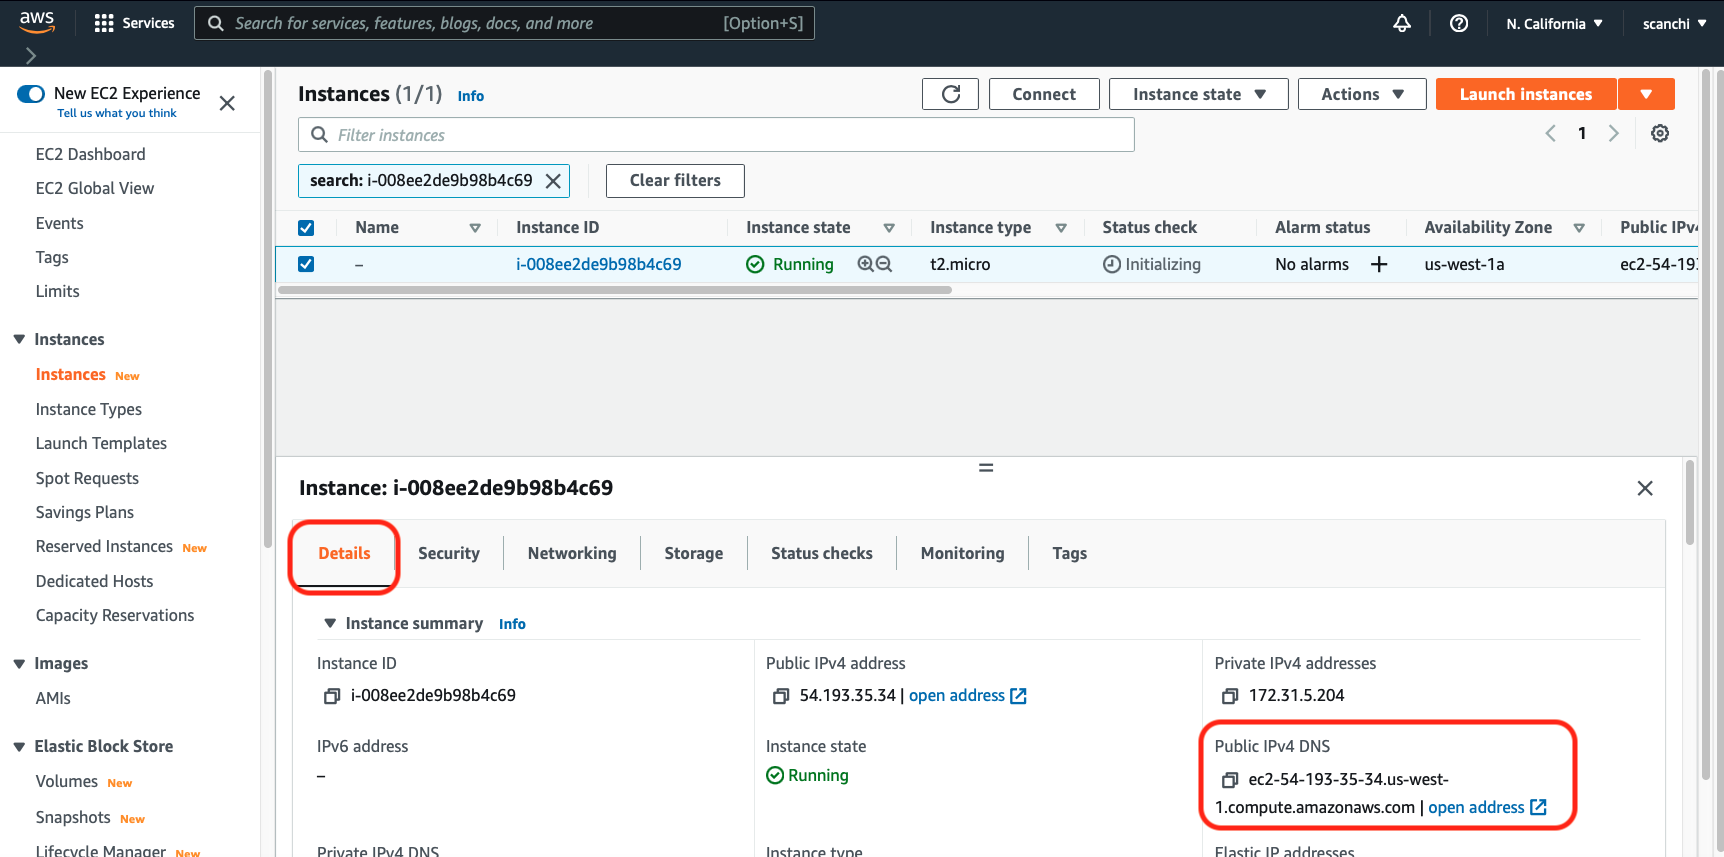 aws
Services
Search for services, features, blogs, docs, and more
[Option+S]
N. California
scanchi
New EC2 Experience
Tell us what you think
EC2 Dashboard
EC2 Global View
Events
Tags
Limits
Instances
Instances New
Instance Types
Launch Templates
Spot Requests
Savings Plans
Reserved Instances New
Dedicated Hosts
Capacity Reservations
Images
AMIs
Elastic Block Store
Volumes New
Snapshots New
Lifecycle Manager New
Instances (1/1) Info
Connect
Instance state
Actions
Launch instances
Filter instances
1
search: i-008ee2de9b98b4c69
Clear filters
Name Instance ID Instance state Instance type Status check Alarm status Availability Zone Public IPv4
– i-008ee2de9b98b4c69 Running t2.micro Initializing No alarms + us-west-1a ec2-54-193
Instance: i-008ee2de9b98b4c69
Details Security Networking Storage Status checks Monitoring Tags
Instance summary Info
Instance ID
i-008ee2de9b98b4c69
Public IPv4 address
54.193.35.34 | open address
Private IPv4 addresses
172.31.5.204
IPv6 address
–
Instance state
Running
Public IPv4 DNS
ec2-54-193-35-34.us-west-
1.compute.amazonaws.com | open address
Private IPv4 DNS
Instance type
Elastic IP addresses